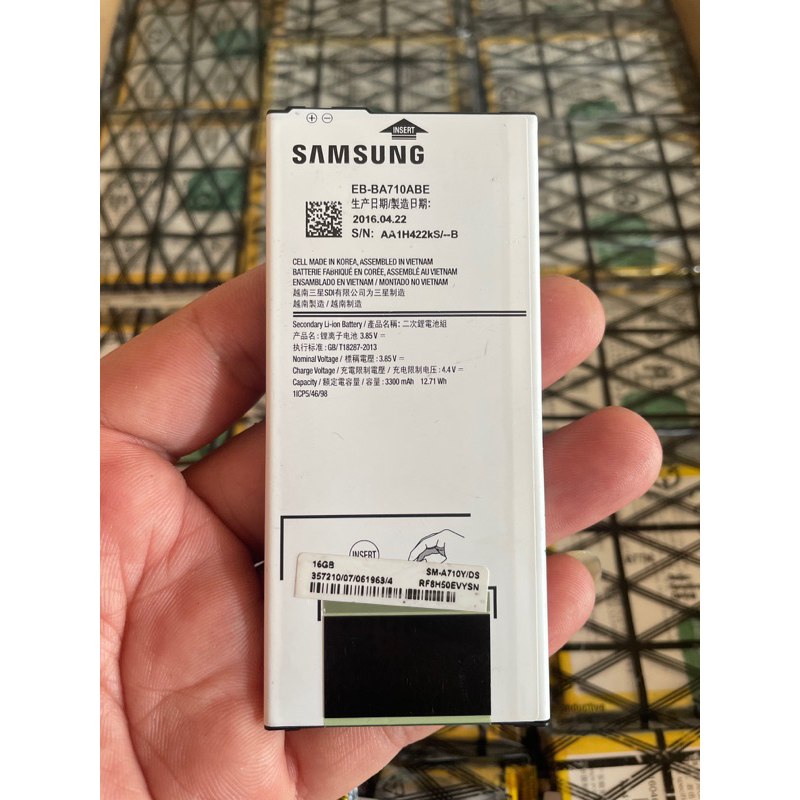 ⊕ ⊖
INSERT
SAMSUNG
EB-BA710ABE
生产日期/製造日期:
2016.04.22
S/N: AA1H422kS/--B
CELL MADE IN KOREA, ASSEMBLED IN VIETNAM
BATTERIE FABRIQUÉ EN CORÉE, ASSEMBLÉ AU VIETNAM
ENSAMBLADO EN VIETNAM / MONTADO NO VIETNAM
越南三星SDI有限公司为三星制造
越南製造 / 越南制造
Secondary Li-ion Battery / 產品名稱: 二次鋰電池組
产品名: 锂离子电池 3.85V ⎓
执行标准: GB/T18287-2013
Nominal Voltage / 標稱電壓: 3.85V ⎓
Charge Voltage / 充電限制電壓 / 充电限制电压: 4.4V ⎓
Capacity / 額定電容量 / 容量: 3300 mAh 12.71 Wh
1ICP5/46/98
INSERT
16GB SM-A710Y/DS
357210/07/061963/4 RF8H50EVYSN